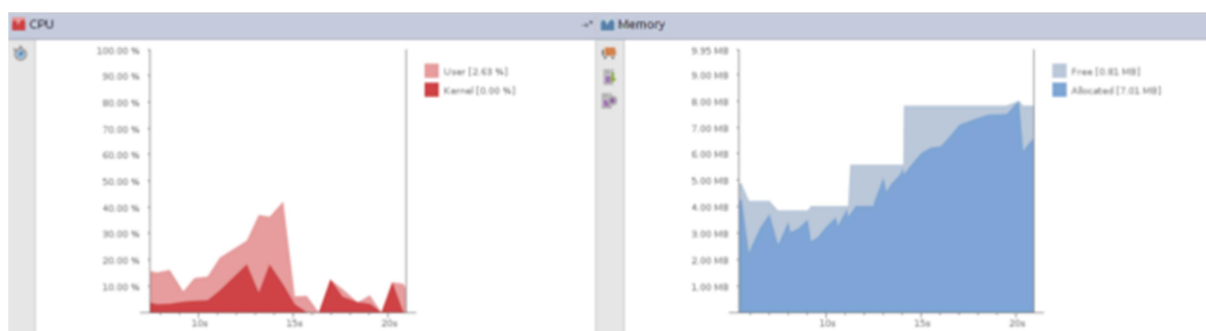 CPU
100.00 %
90.00 %
80.00 %
70.00 %
60.00 %
50.00 %
40.00 %
30.00 %
20.00 %
10.00 %
10s
15s
20s
User [2.63 %]
Kernel [0.00 %]
Memory
9.95 MB
9.00 MB
8.00 MB
7.00 MB
6.00 MB
5.00 MB
4.00 MB
3.00 MB
2.00 MB
1.00 MB
10s
15s
20s
Free [0.81 MB]
Allocated [7.01 MB]